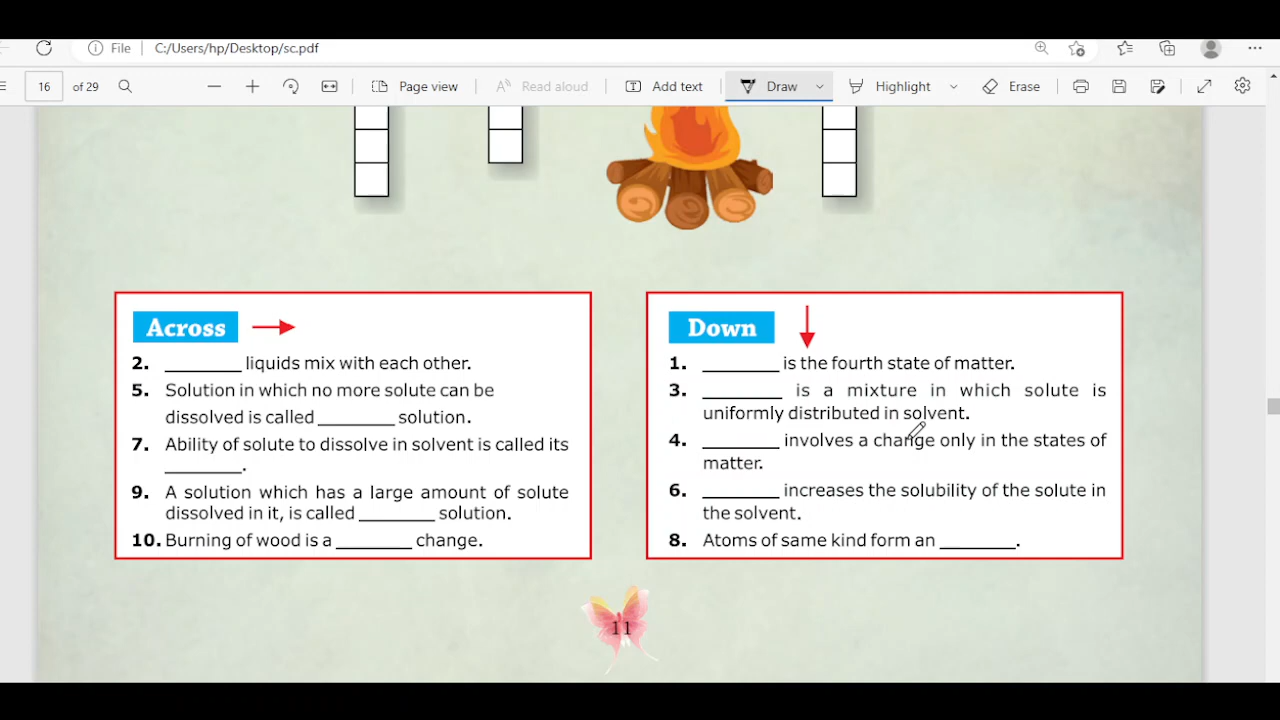 File C:/Users/hp/Desktop/sc.pdf
16 of 29 Page view Read aloud Add text Draw Highlight Erase
Across
2. ________ liquids mix with each other.
5. Solution in which no more solute can be
dissolved is called ________ solution.
7. Ability of solute to dissolve in solvent is called its
________.
9. A solution which has a large amount of solute
dissolved in it, is called ________ solution.
10. Burning of wood is a ________ change.
Down
1. ________ is the fourth state of matter.
3. ________ is a mixture in which solute is
uniformly distributed in solvent.
4. ________ involves a change only in the states of
matter.
6. ________ increases the solubility of the solute in
the solvent.
8. Atoms of same kind form an ________.
11